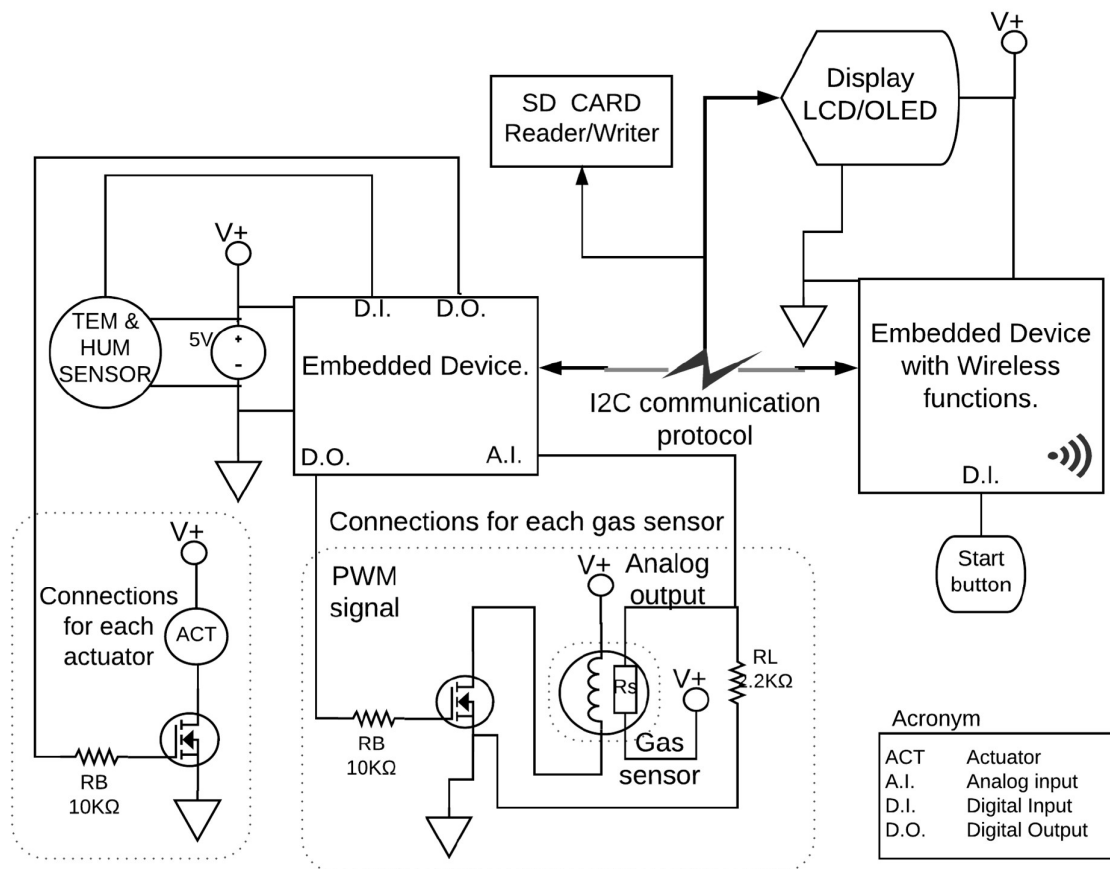 V+
Display
LCD/OLED
SD CARD
Reader/Writer
V+
TEM &
HUM
SENSOR
5V
+
-
D.I.
D.O.
Embedded Device.
D.O.
A.I.
I2C communication
protocol
Embedded Device
with Wireless
functions.
D.I.
Start
button
Connections for each gas sensor
V+
Connections
for each
actuator
ACT
RB
10KΩ
PWM
signal
V+
Analog
output
RB
10KΩ
Rs
V+
Gas
sensor
RL
2.2KΩ
Acronym
ACT Actuator
A.I. Analog input
D.I. Digital Input
D.O. Digital Output